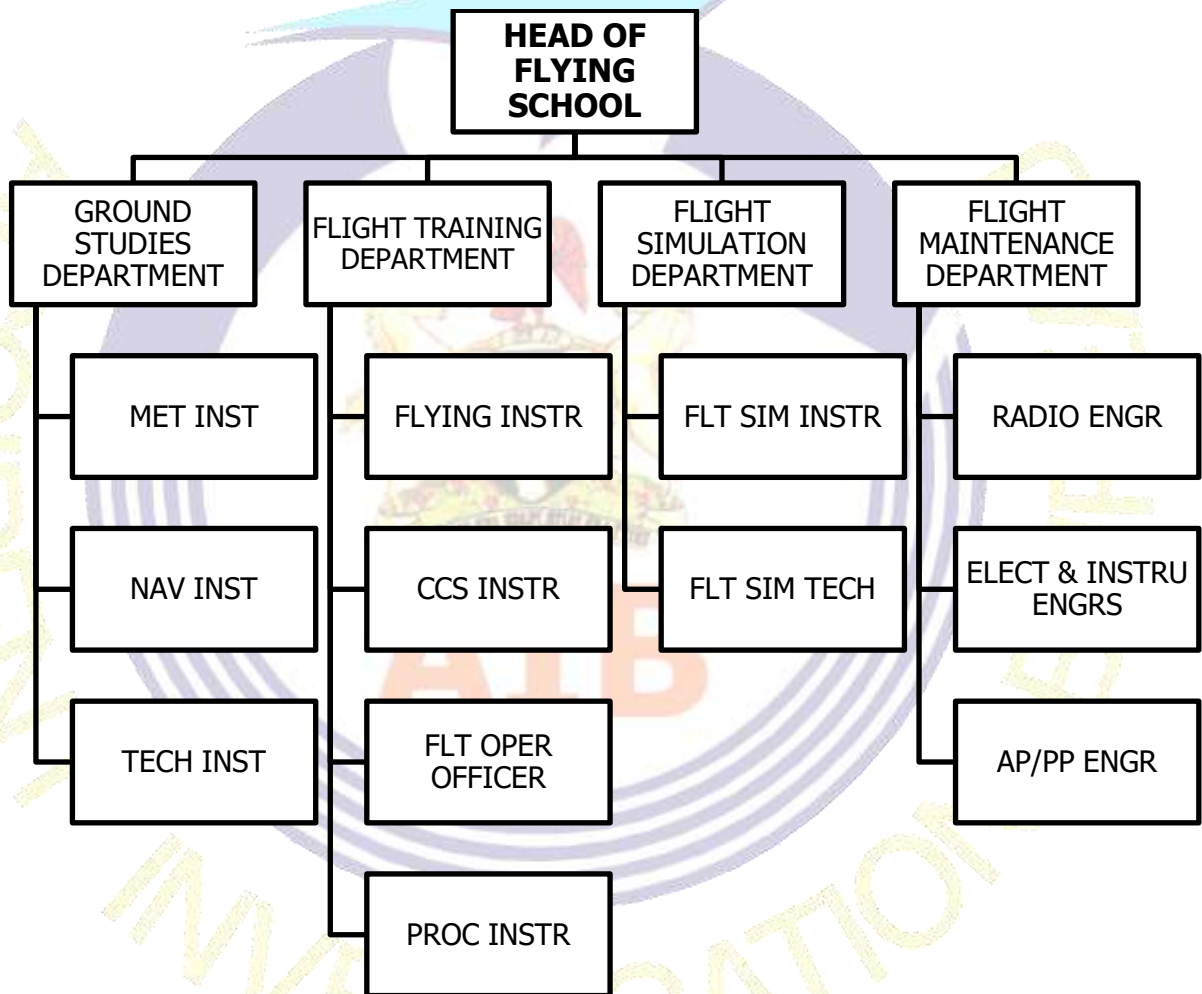 HEAD OF
FLYING
SCHOOL
GROUND
STUDIES
DEPARTMENT
FLIGHT TRAINING
DEPARTMENT
FLIGHT
SIMULATION
DEPARTMENT
FLIGHT
MAINTENANCE
DEPARTMENT
MET INST
NAV INST
TECH INST
FLYING INSTR
CCS INSTR
FLT OPER
OFFICER
PROC INSTR
FLT SIM INSTR
FLT SIM TECH
RADIO ENGR
ELECT & INSTRU
ENGRS
AP/PP ENGR
AIB